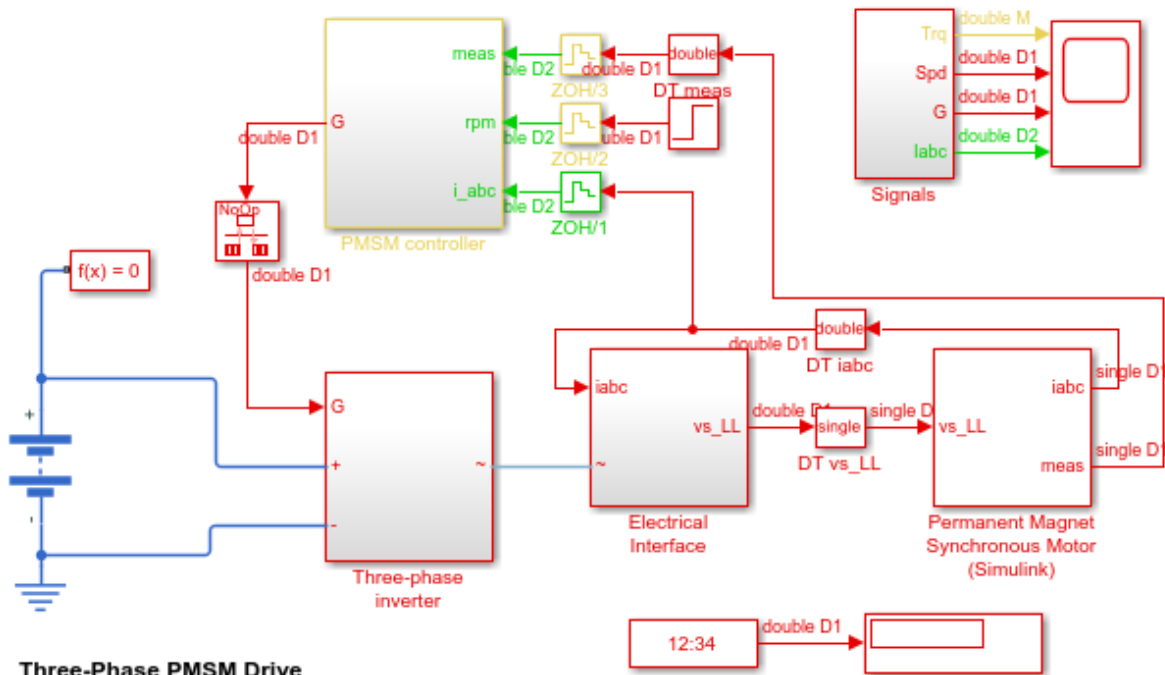 double M
Trq
double D1
Spd
double D1
G
double D2
Iabc
Signals
meas
ble D2
ZOH/3
double D1
double
DT meas
rpm
ble D2
ZOH/2
uble D1
i_abc
ble D2
ZOH/1
G
double D1
PMSM controller
NoOp
double D1
f(x) = 0
+
-
G
+
-
~
Three-phase
inverter
iabc
~
vs_LL
Electrical
Interface
double D1
double
DT iabc
double D1
single
DT vs_LL
single D
vs_LL
iabc
meas
single D1
single D1
Permanent Magnet
Synchronous Motor
(Simulink)
12:34
double D1
Three-Phase PMSM Drive